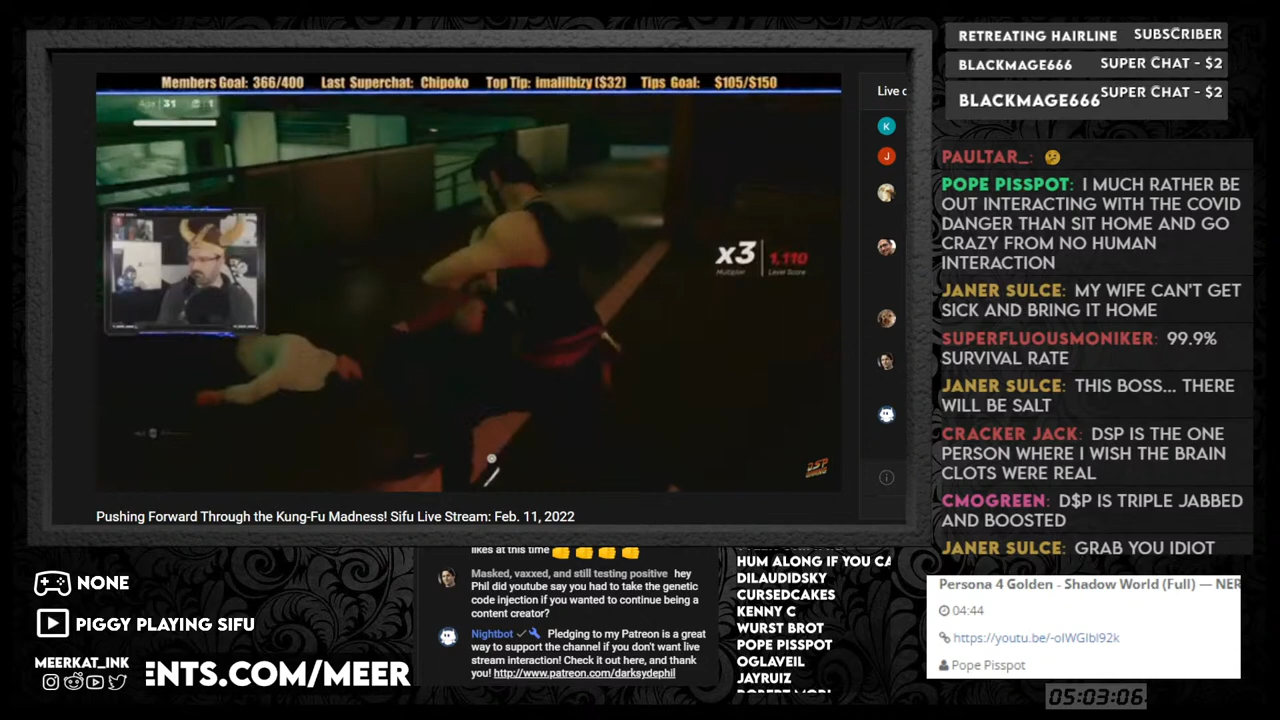 Members Goal: 366/400 Last Superchat: Chipoko Top Tip: imalilbizy ($32) Tips Goal: $105/$150
Age 31 1
Live c
K
J
x3 1,110
Multiplier Level Score
DSP
Pushing Forward Through the Kung-Fu Madness! Sifu Live Stream: Feb. 11, 2022
RETREATING HAIRLINE SUBSCRIBER
BLACKMAGE666 SUPER CHAT - $2
BLACKMAGE666 SUPER CHAT - $2
PAULTAR_: 🤔
POPE PISSPOT: I MUCH RATHER BE
OUT INTERACTING WITH THE COVID
DANGER THAN SIT HOME AND GO
CRAZY FROM NO HUMAN
INTERACTION
JANER SULCE: MY WIFE CAN'T GET
SICK AND BRING IT HOME
SUPERFLUOUSMONIKER: 99.9%
SURVIVAL RATE
JANER SULCE: THIS BOSS... THERE
WILL BE SALT
CRACKER JACK: DSP IS THE ONE
PERSON WHERE I WISH THE BRAIN
CLOTS WERE REAL
CMOGREEN: D$P IS TRIPLE JABBED
AND BOOSTED
JANER SULCE: GRAB YOU IDIOT
NONE
PIGGY PLAYING SIFU
MEERKAT_INK
ENTS.COM/MEER
likes at this time 👊 👊 👊 👊
Masked, vaxxed, and still testing positive hey
Phil did youtube say you had to take the genetic
code injection if you wanted to continue being a
content creator?
Nightbot Pledging to my Patreon is a great
way to support the channel if you don't want live
stream interaction! Check it out here, and thank
you! http://www.patreon.com/darksydephil
HUM ALONG IF YOU CA
DILAUDIDSKY
CURSEDCAKES
KENNY C
WURST BROT
POPE PISSPOT
OGLAVEIL
JAYRUIZ
Persona 4 Golden - Shadow World (Full) — NER
04:44
https://youtu.be/-oIWGlbI92k
Pope Pisspot
05:03:06